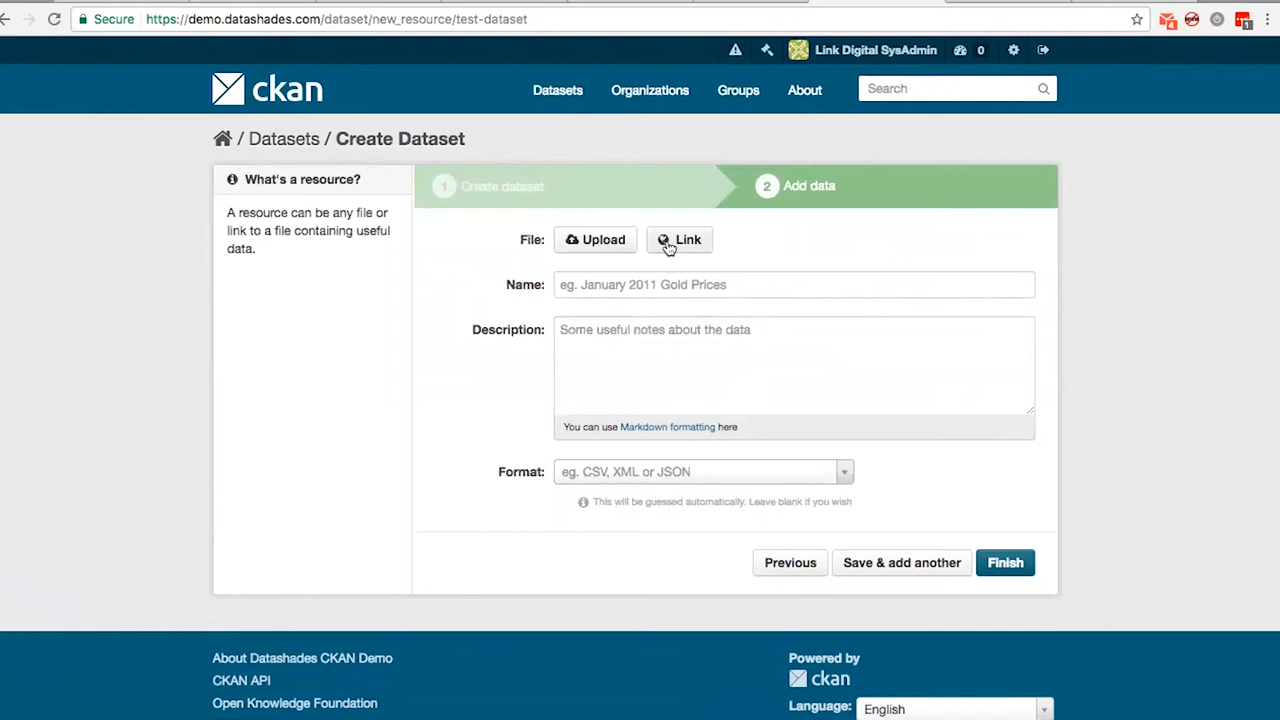 Secure https://demo.datashades.com/dataset/new_resource/test-dataset
4 1
Link Digital SysAdmin 0
ckan Datasets Organizations Groups About Search
/ Datasets / Create Dataset
What's a resource?
A resource can be any file or
link to a file containing useful
data.
1 Create dataset 2 Add data
File: Upload Link
Name: eg. January 2011 Gold Prices
Description: Some useful notes about the data
You can use Markdown formatting here
Format: eg. CSV, XML or JSON
This will be guessed automatically. Leave blank if you wish
Previous Save & add another Finish
About Datashades CKAN Demo
CKAN API
Open Knowledge Foundation
Powered by
ckan
Language: English